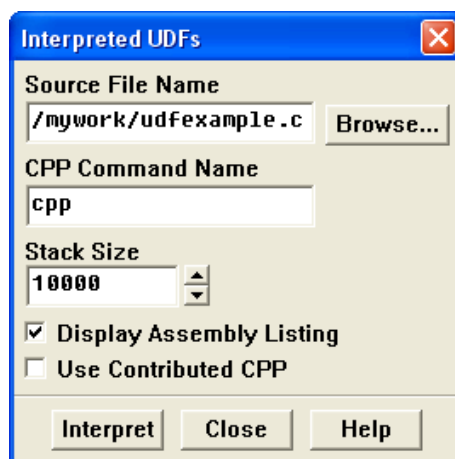 Interpreted UDFs
Source File Name
/mywork/udfexample.c Browse...
CPP Command Name
cpp
Stack Size
10000
Display Assembly Listing
Use Contributed CPP
Interpret Close Help